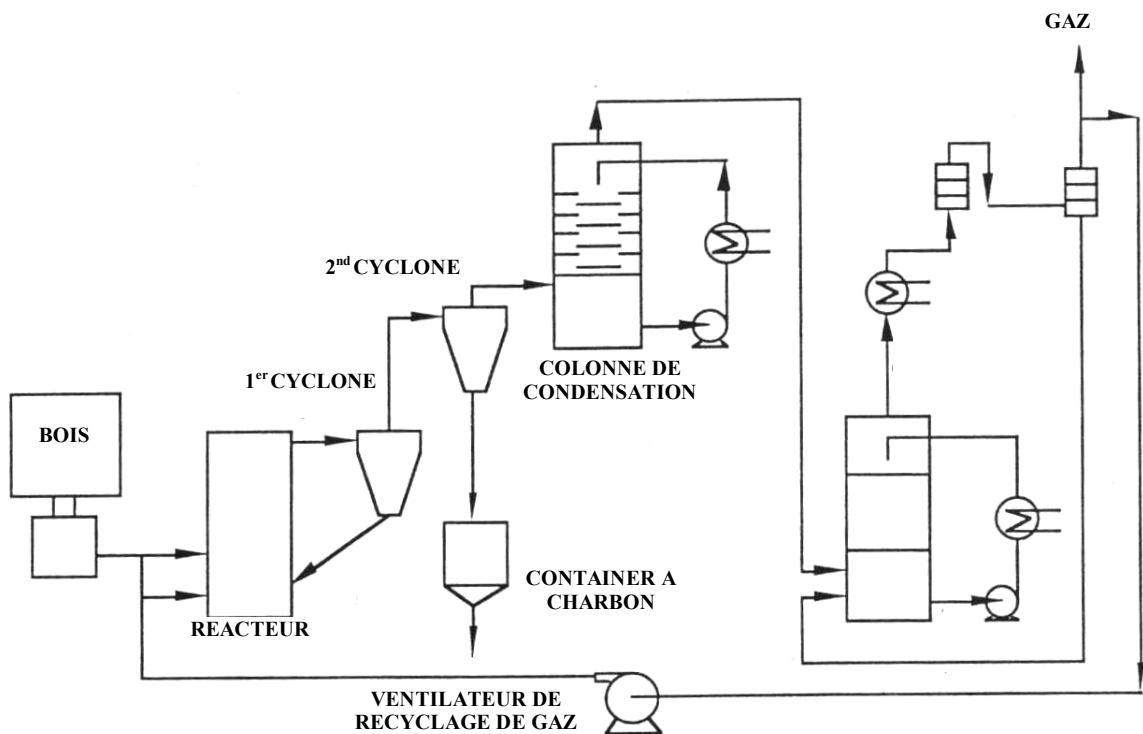 GAZ
2nd CYCLONE
COLONNE DE
CONDENSATION
1er CYCLONE
BOIS
CONTAINER A
CHARBON
REACTEUR
VENTILATEUR DE
RECYCLAGE DE GAZ